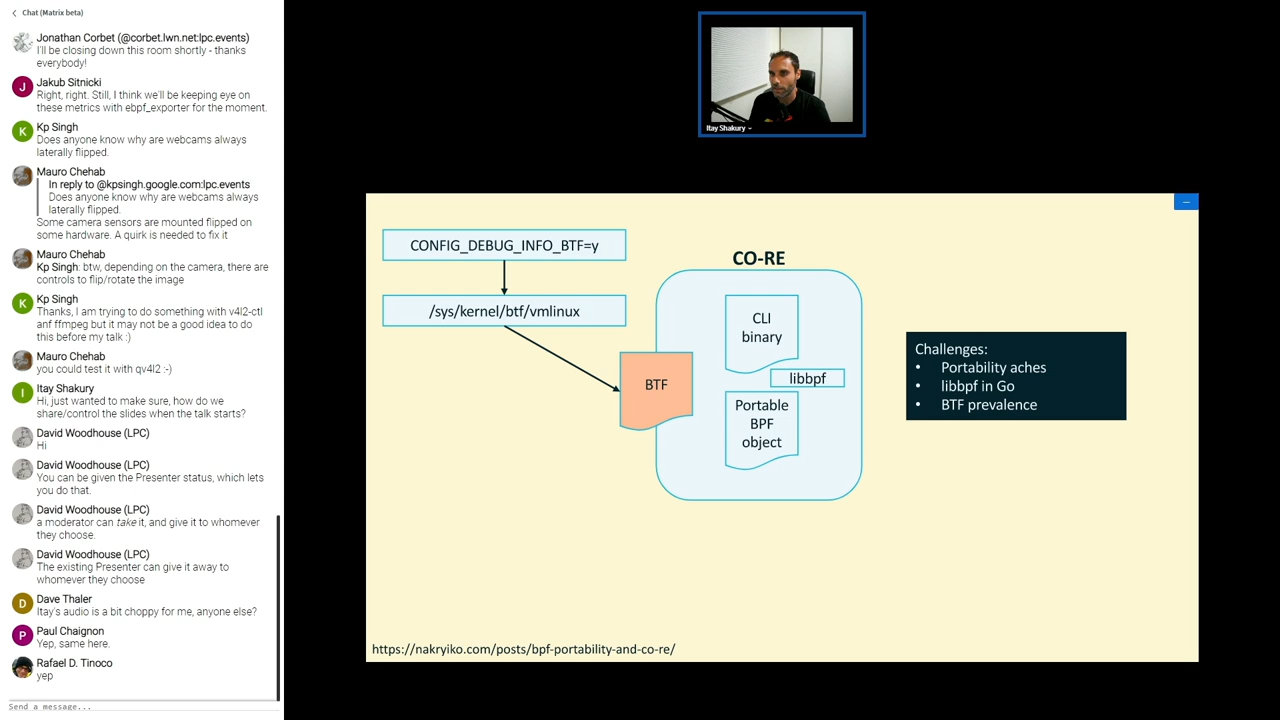 Chat (Matrix beta)
Jonathan Corbet (@corbet.lwn.net:lpc.events)
I'll be closing down this room shortly - thanks
everybody!
Jakub Sitnicki
J
Right, right. Still, I think we'll be keeping eye on
these metrics with ebpf_exporter for the moment.
Kp Singh
K
Does anyone know why are webcams always
laterally flipped.
Mauro Chehab
In reply to @kpsingh.google.com:lpc.events
Does anyone know why are webcams always
laterally flipped.
Some camera sensors are mounted flipped on
some hardware. A quirk is needed to fix it
Mauro Chehab
Kp Singh: btw, depending on the camera, there are
controls to flip/rotate the image
Kp Singh
K
Thanks, I am trying to do something with v4l2-ctl
anf ffmpeg but it may not be a good idea to do
this before my talk :)
Mauro Chehab
you could test it with qv4l2 :-)
Itay Shakury
I
Hi, just wanted to make sure, how do we
share/control the slides when the talk starts?
David Woodhouse (LPC)
Hi
David Woodhouse (LPC)
You can be given the Presenter status, which lets
you do that.
David Woodhouse (LPC)
a moderator can take it, and give it to whomever
they choose.
David Woodhouse (LPC)
The existing Presenter can give it away to
whomever they choose
Dave Thaler
D
Itay's audio is a bit choppy for me, anyone else?
Paul Chaignon
P
Yep, same here.
Rafael D. Tinoco
yep
Send a message...
Itay Shakury
CONFIG_DEBUG_INFO_BTF=y
/sys/kernel/btf/vmlinux
BTF
CO-RE
CLI
binary
libbpf
Portable
BPF
object
Challenges:
• Portability aches
• libbpf in Go
• BTF prevalence
https://nakryiko.com/posts/bpf-portability-and-co-re/